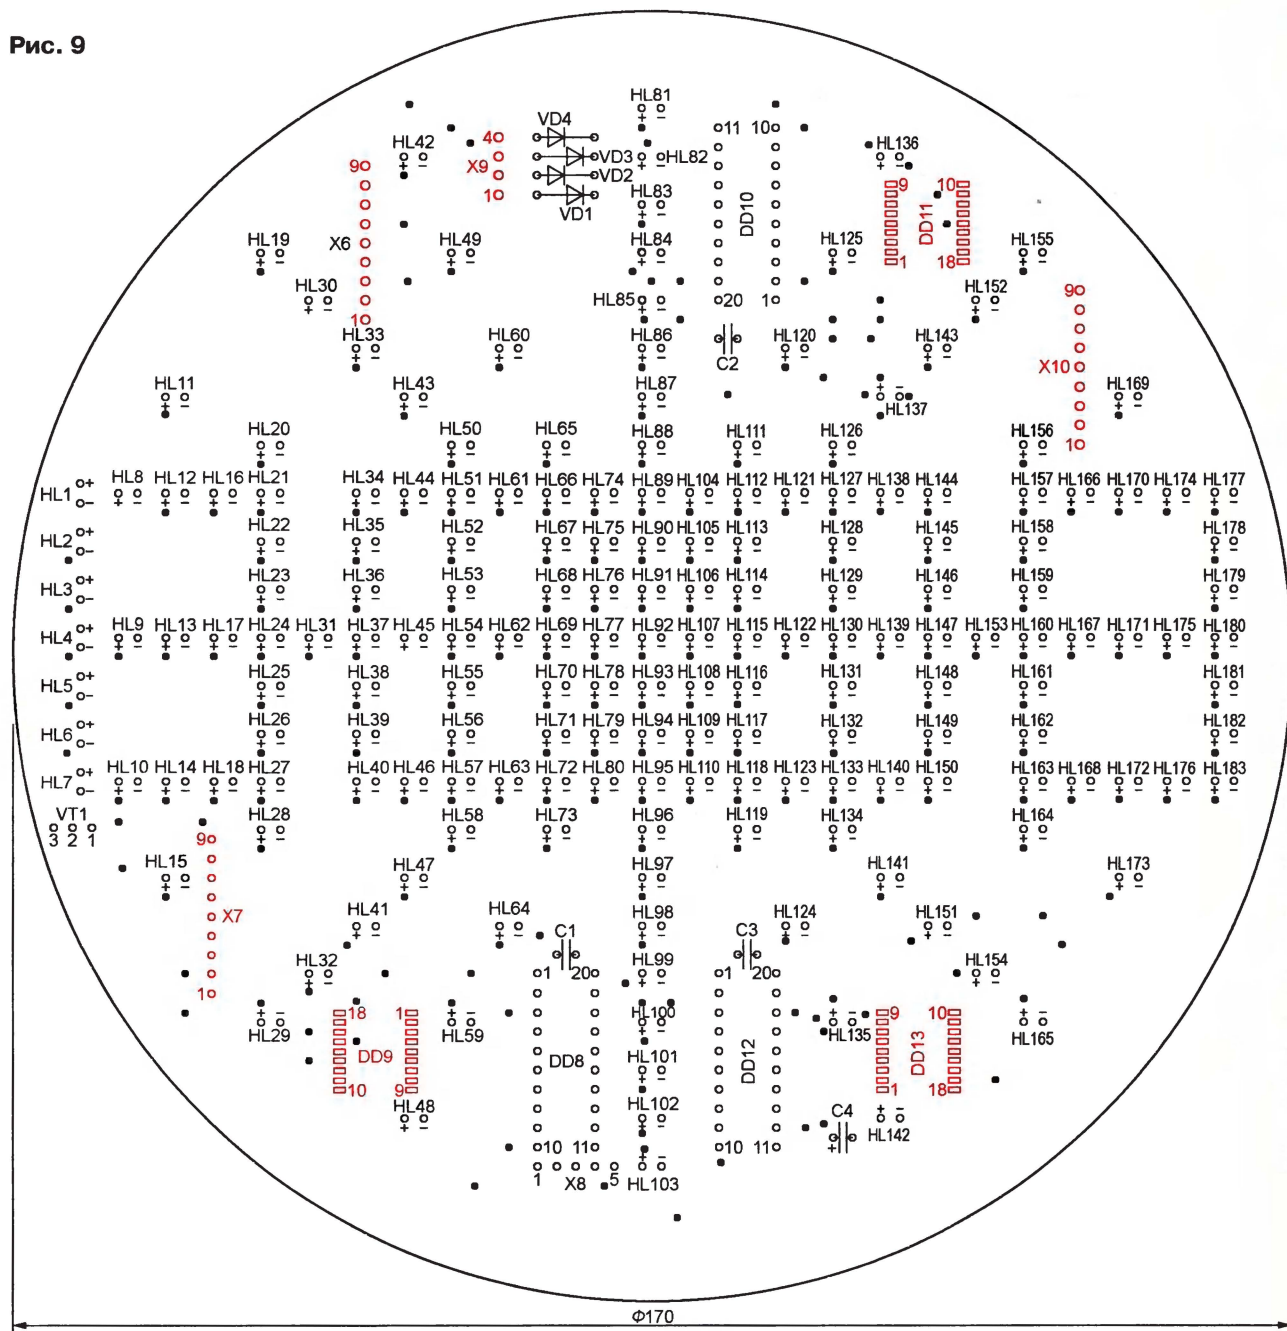 Рис. 9
HL81
VD4
11 10
HL42 4 HL136
9 X9 VD3 HL82
VD2 9 10
1 HL83
VD1 DD10 DD11
HL19 X6 HL49 HL84 HL125 1 18 HL155
HL30 HL85 20 1 HL152 9
1
HL33 HL60 HL86 C2 HL120 HL143
X10
HL11 HL43 HL87 HL137 HL169
HL20 HL50 HL65 HL88 HL111 HL126 HL156 1
HL1 HL8 HL12 HL16 HL21 HL34 HL44 HL51 HL61 HL66 HL74 HL89 HL104 HL112 HL121 HL127 HL138 HL144 HL157 HL166 HL170 HL174 HL177
HL2 HL22 HL35 HL52 HL67 HL75 HL90 HL105 HL113 HL128 HL145 HL158 HL178
HL3 HL23 HL36 HL53 HL68 HL76 HL91 HL106 HL114 HL129 HL146 HL159 HL179
HL4 HL9 HL13 HL17 HL24 HL31 HL37 HL45 HL54 HL62 HL69 HL77 HL92 HL107 HL115 HL122 HL130 HL139 HL147 HL153 HL160 HL167 HL171 HL175 HL180
HL5 HL25 HL38 HL55 HL70 HL78 HL93 HL108 HL116 HL131 HL148 HL161 HL181
HL6 HL26 HL39 HL56 HL71 HL79 HL94 HL109 HL117 HL132 HL149 HL162 HL182
HL7 HL10 HL14 HL18 HL27 HL40 HL46 HL57 HL63 HL72 HL80 HL95 HL110 HL118 HL123 HL133 HL140 HL150 HL163 HL168 HL172 HL176 HL183
VT1 HL28 HL58 HL73 HL96 HL119 HL134 HL164
3 2 1 9
HL15 HL47 HL97 HL141 HL173
X7 HL41 HL64 C1 HL98 C3 HL124 HL151
HL32 1 20 HL99 1 20 HL154
1
HL29 18 1 HL59 HL100 HL135 9 10 HL165
DD9 DD8 HL101 DD12 DD13
10 9 1 18
HL48 HL102 C4 HL142
10 11 10 11
1 X8 5 HL103
Ф170